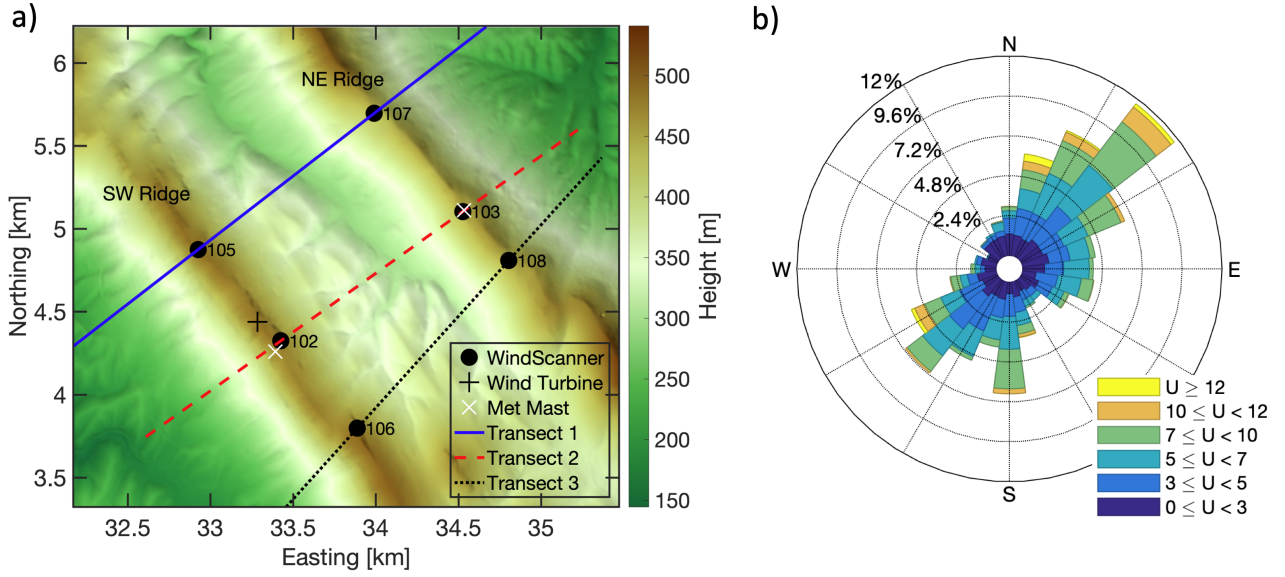 a)
6
5.5
5
4.5
4
3.5
Northing [km]
32.5
33
33.5
34
34.5
35
Easting [km]
NE Ridge
SW Ridge
107
105
103
108
102
106
WindScanner
Wind Turbine
Met Mast
Transect 1
Transect 2
Transect 3
500
450
400
350
300
250
200
150
Height [m]
b)
N
12%
9.6%
7.2%
4.8%
2.4%
W
E
S
U ≥ 12
10 ≤ U < 12
7 ≤ U < 10
5 ≤ U < 7
3 ≤ U < 5
0 ≤ U < 3